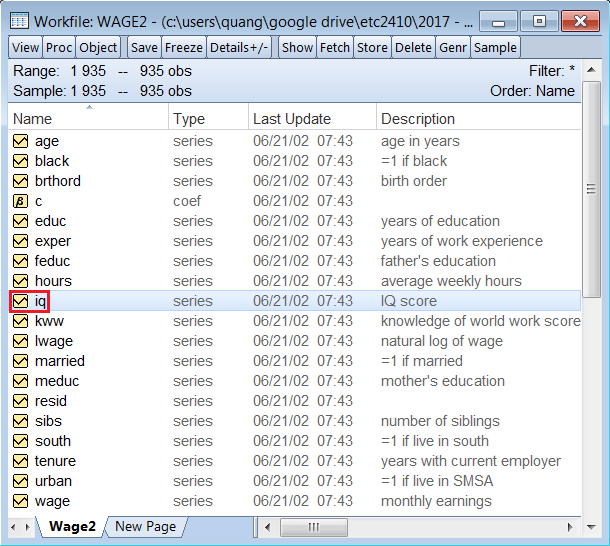 Workfile: WAGE2 - (c:\users\quang\google drive\etc2410\2017 - ...
View Proc Object Save Freeze Details+/- Show Fetch Store Delete Genr Sample
Range: 1 935 -- 935 obs Filter: *
Sample: 1 935 -- 935 obs Order: Name
Name Type Last Update Description
age series 06/21/02 07:43 age in years
black series 06/21/02 07:43 =1 if black
brthord series 06/21/02 07:43 birth order
β c coef 06/21/02 07:43
educ series 06/21/02 07:43 years of education
exper series 06/21/02 07:43 years of work experience
feduc series 06/21/02 07:43 father's education
hours series 06/21/02 07:43 average weekly hours
iq series 06/21/02 07:43 IQ score
kww series 06/21/02 07:43 knowledge of world work score
lwage series 06/21/02 07:43 natural log of wage
married series 06/21/02 07:43 =1 if married
meduc series 06/21/02 07:43 mother's education
resid series 06/21/02 07:43
sibs series 06/21/02 07:43 number of siblings
south series 06/21/02 07:43 =1 if live in south
tenure series 06/21/02 07:43 years with current employer
urban series 06/21/02 07:43 =1 if live in SMSA
wage series 06/21/02 07:43 monthly earnings
Wage2 New Page